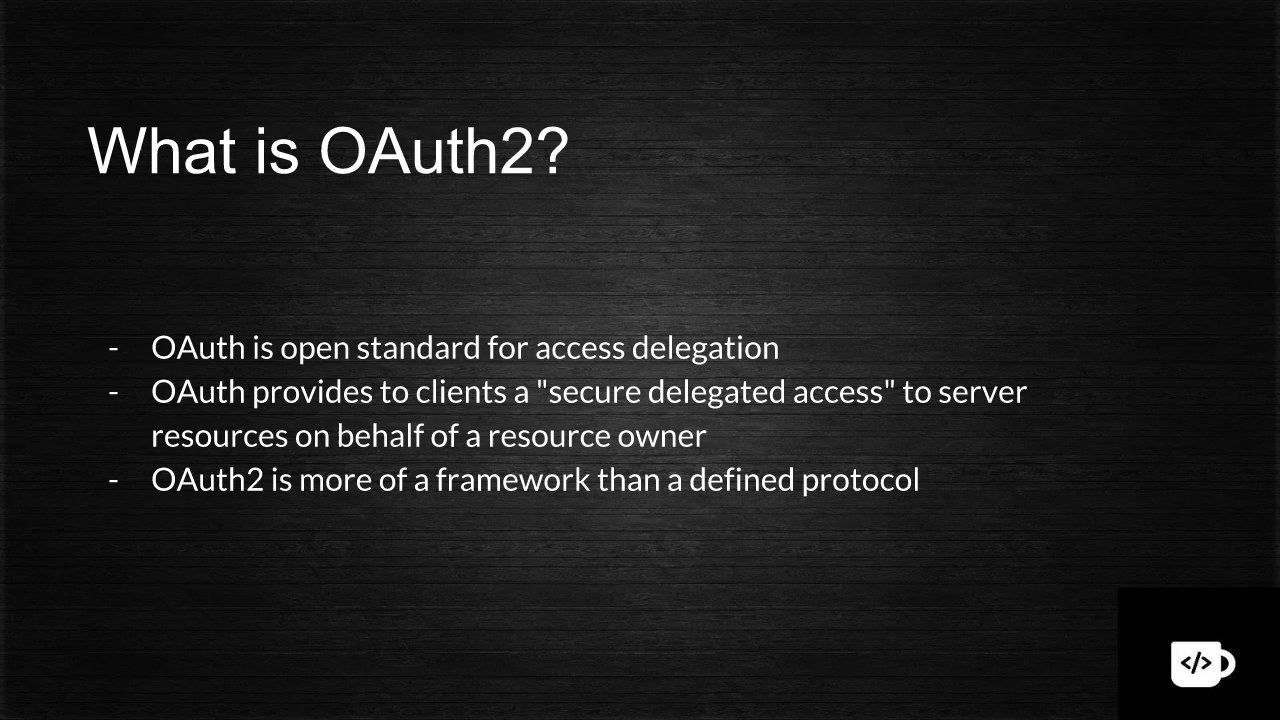 What is OAuth2?
- OAuth is open standard for access delegation
- OAuth provides to clients a "secure delegated access" to server
resources on behalf of a resource owner
- OAuth2 is more of a framework than a defined protocol
</>